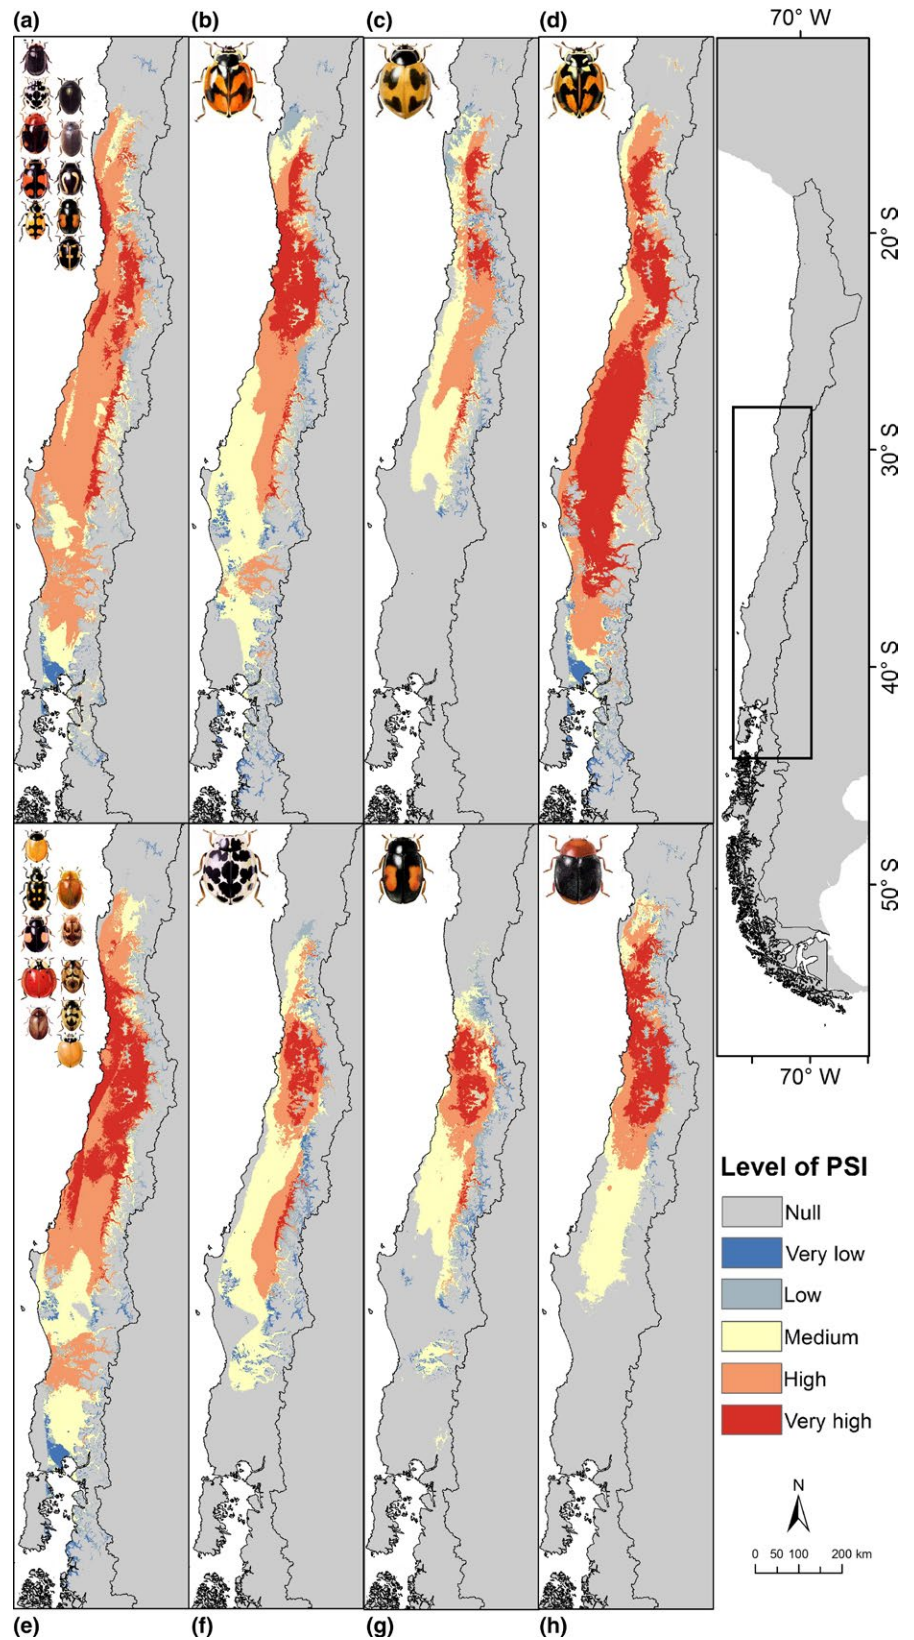 (a)
(b)
(c)
(d)
70° W
20°S
30°S
40°S
50°S
70° W
Level of PSI
Null
Very low
Low
Medium
High
Very high
N
0 50 100 200 km
(e)
(f)
(g)
(h)